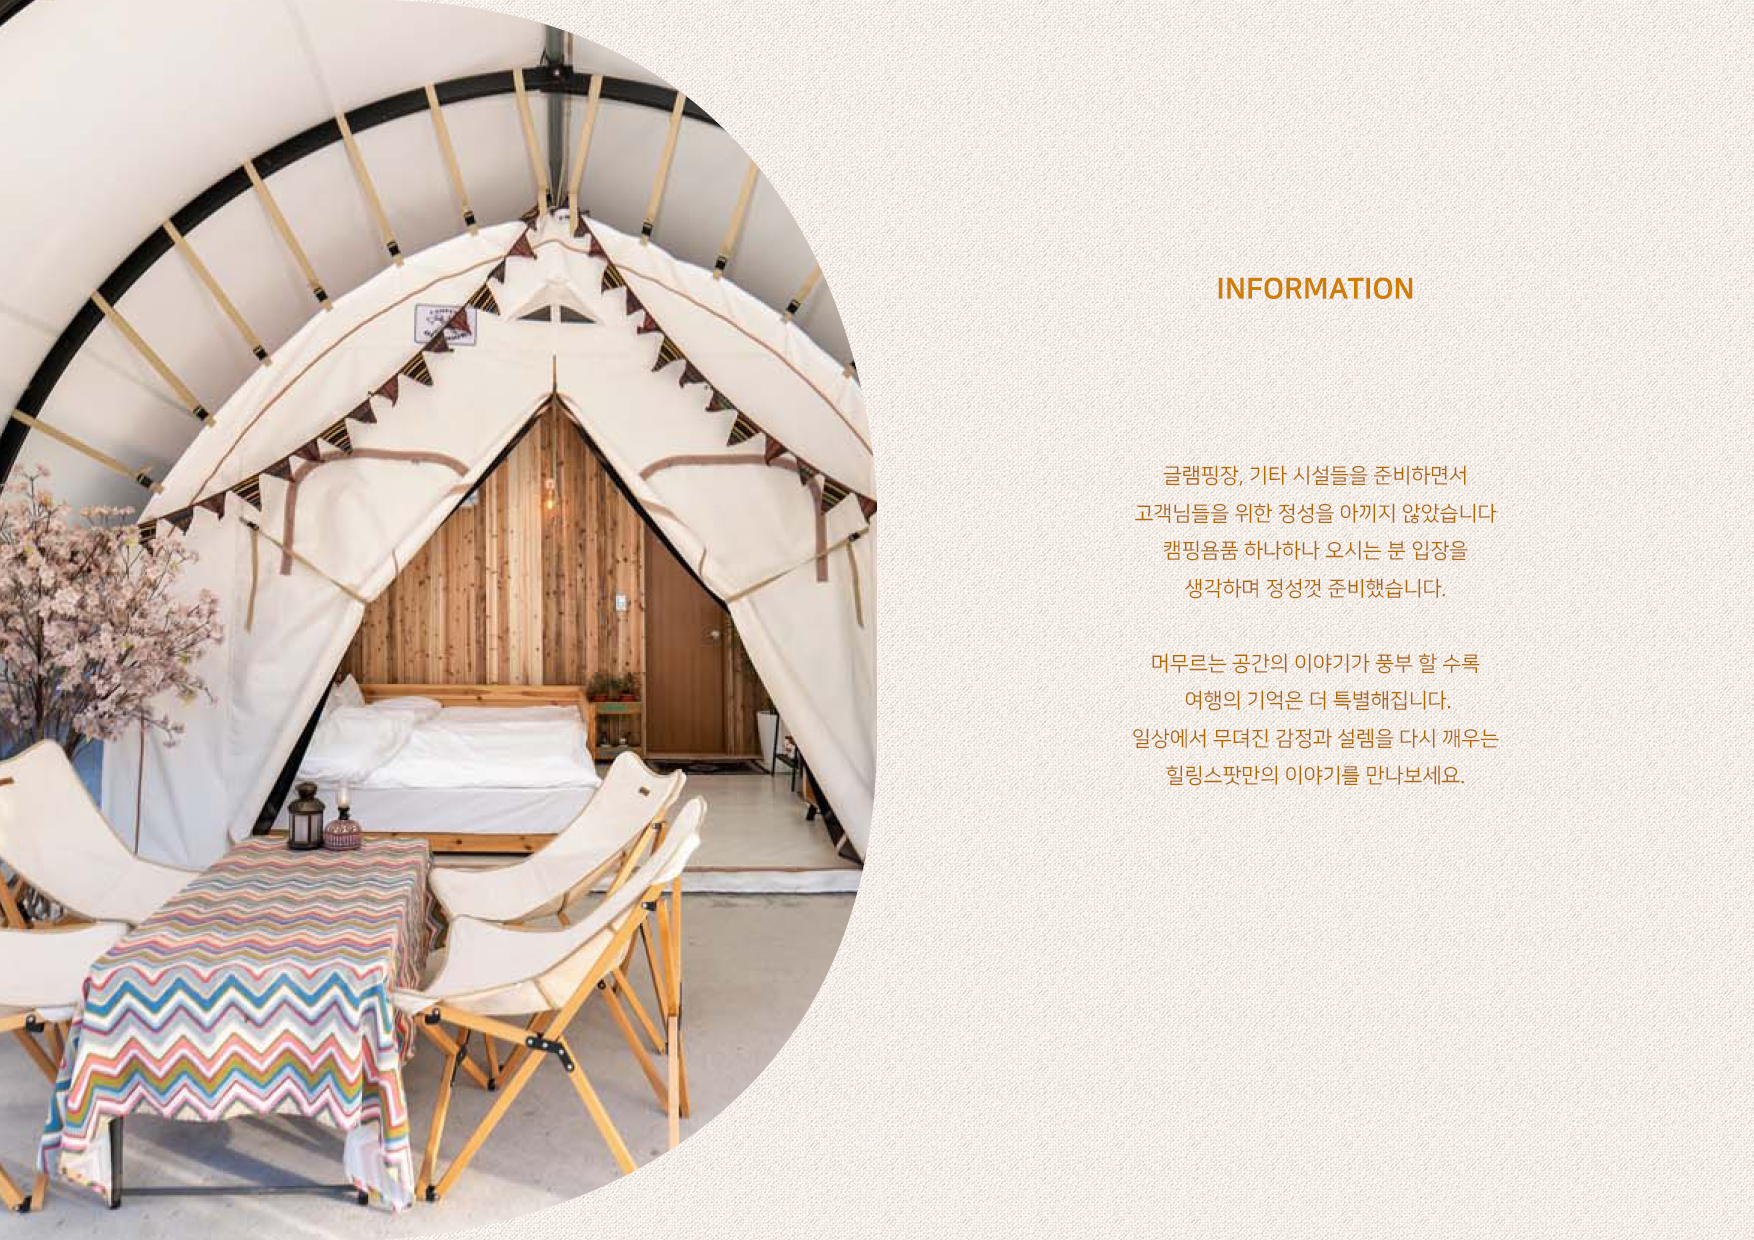 INFORMATION
글램핑장, 기타 시설들을 준비하면서
고객님들을 위한 정성을 아끼지 않았습니다
캠핑용품 하나하나 오시는 분 입장을
생각하며 정성껏 준비했습니다.
머무르는 공간의 이야기가 풍부 할 수록
여행의 기억은 더 특별해집니다.
일상에서 무뎌진 감정과 설렘을 다시 깨우는
힐링스팟만의 이야기를 만나보세요.